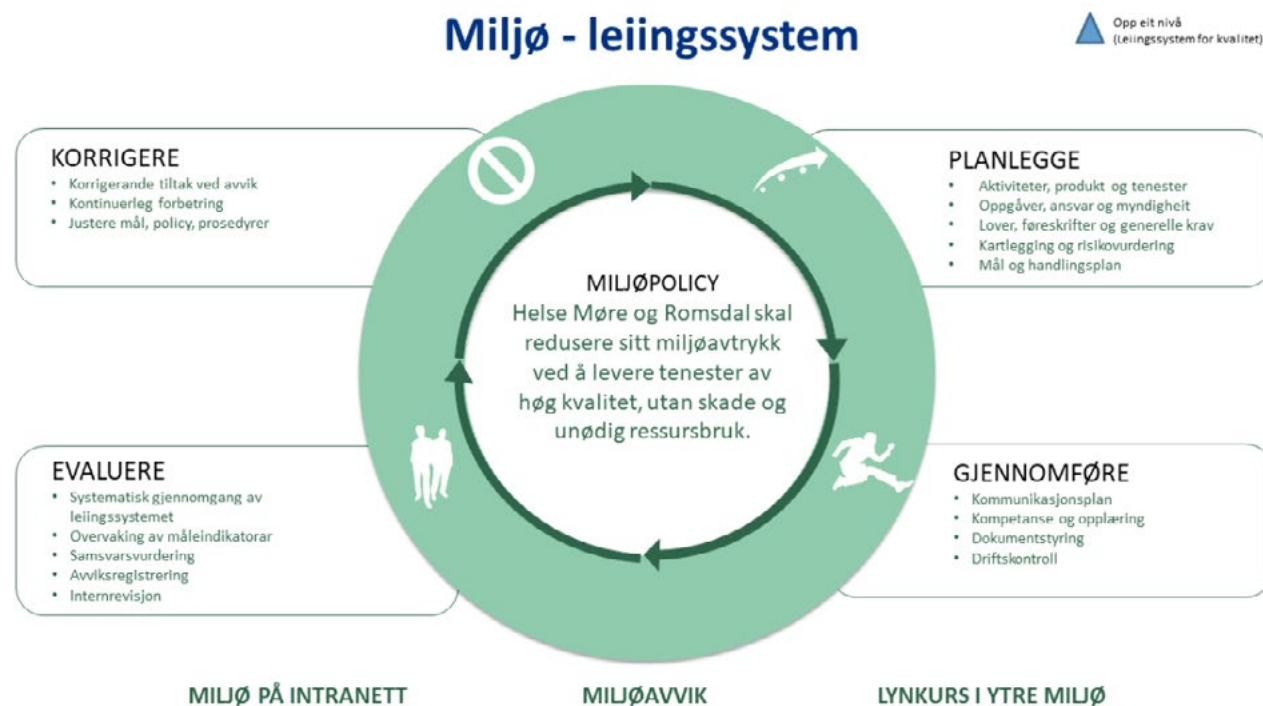 Miljø - leiingssystem
Opp eit nivå
(Leiingssystem for kvalitet)
KORRIGERE
• Korrigerande tiltak ved avvik
• Kontinuerleg forbetring
• Justere mål, policy, prosedyrer
PLANLEGGE
• Aktiviteter, produkt og tenester
• Oppgåver, ansvar og myndigheit
• Lover, føreskrifter og generelle krav
• Kartlegging og risikovurdering
• Mål og handlingsplan
MILJØPOLICY
Helse Møre og Romsdal skal
redusere sitt miljøavtrykk
ved å levere tenester av
høg kvalitet, utan skade og
unødig ressursbruk.
EVALUERE
• Systematisk gjennomgang av
leiingssystemet
• Overvaking av måleindikatorar
• Samsvarsvurdering
• Avviksregistrering
• Internrevisjon
GJENNOMFØRE
• Kommunikasjonsplan
• Kompetanse og opplæring
• Dokumentstyring
• Driftskontroll
MILJØ PÅ INTRANETT
MILJØAVVIK
LYNKURS I YTRE MILJØ